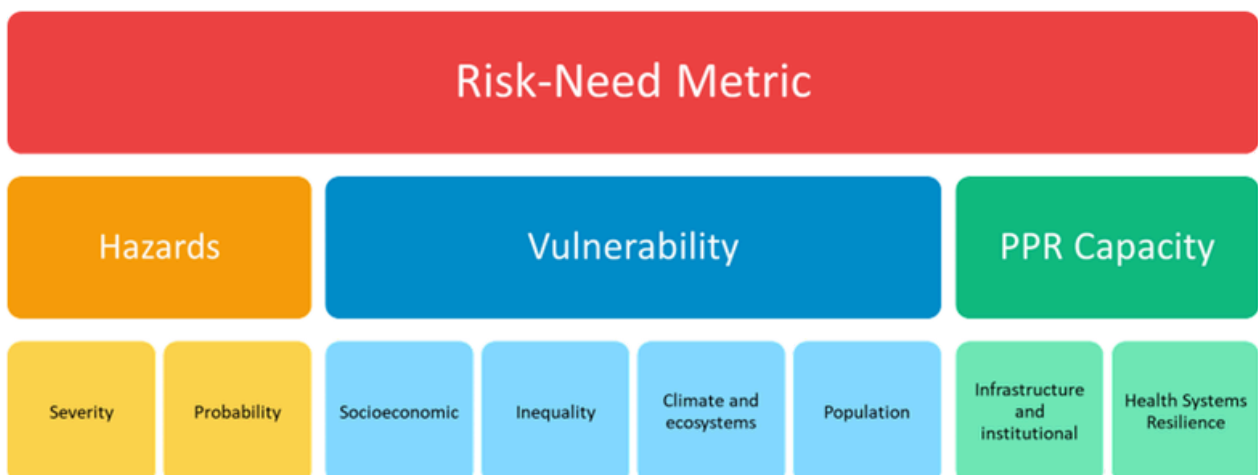 Risk-Need Metric
Hazards
Vulnerability
PPR Capacity
Severity
Probability
Socioeconomic
Inequality
Climate and
ecosystems
Population
Infrastructure
and
institutional
Health Systems
Resilience